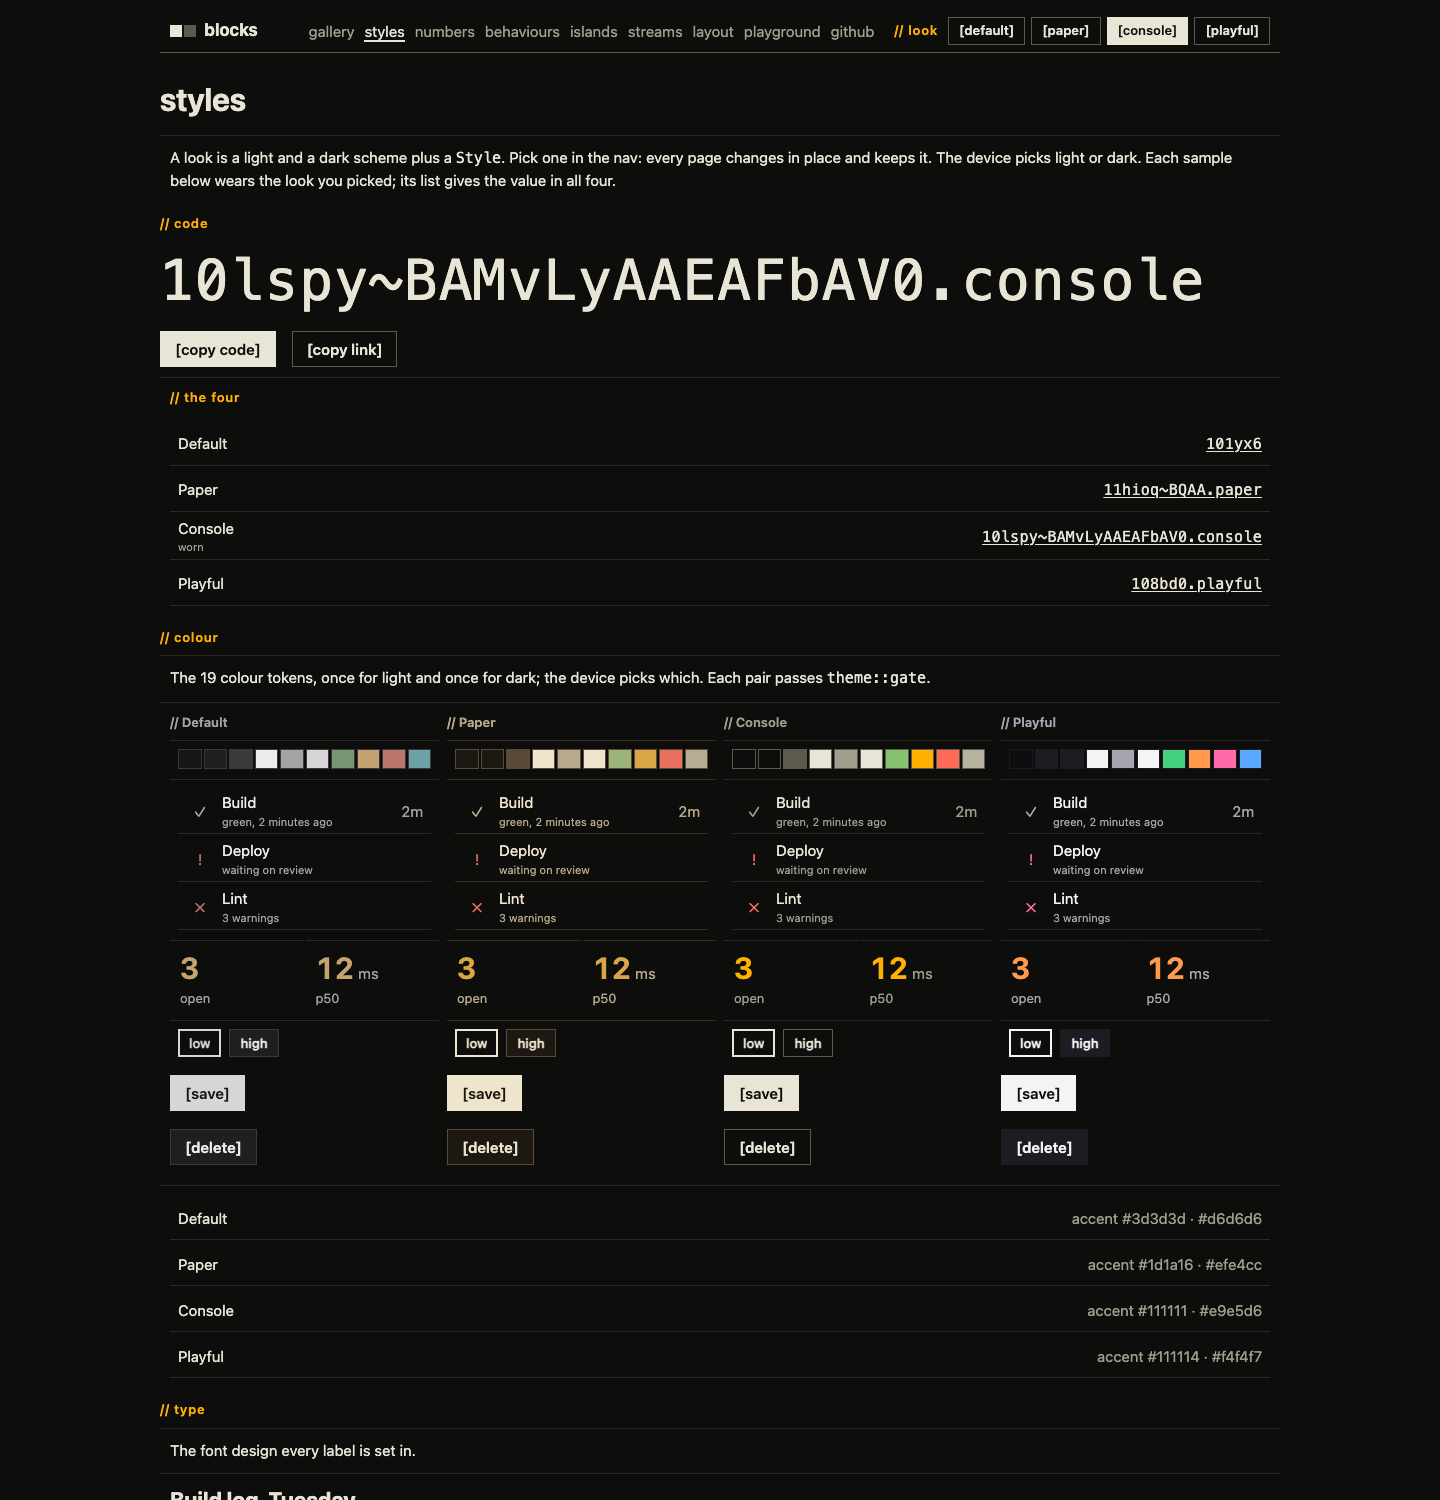 blocks
gallery styles numbers behaviours islands streams layout playground github // look [default] [paper] [console] [playful]
styles
A look is a light and a dark scheme plus a Style. Pick one in the nav: every page changes in place and keeps it. The device picks light or dark. Each sample
below wears the look you picked; its list gives the value in all four.
// code
10lspy~BAMvLyAAEAFbAV0.console
[copy code] [copy link]
// the four
Default 101yx6
Paper 11hioq~BQAA.paper
Console 10lspy~BAMvLyAAEAFbAV0.console
worn
Playful 108bd0.playful
// colour
The 19 colour tokens, once for light and once for dark; the device picks which. Each pair passes theme::gate.
// Default // Paper // Console // Playful
✓ Build 2m ✓ Build 2m ✓ Build 2m ✓ Build 2m
green, 2 minutes ago green, 2 minutes ago green, 2 minutes ago green, 2 minutes ago
! Deploy ! Deploy ! Deploy ! Deploy
waiting on review waiting on review waiting on review waiting on review
× Lint × Lint × Lint × Lint
3 warnings 3 warnings 3 warnings 3 warnings
3 12 ms 3 12 ms 3 12 ms 3 12 ms
open p50 open p50 open p50 open p50
low high low high low high low high
[save] [save] [save] [save]
[delete] [delete] [delete] [delete]
Default accent #3d3d3d · #d6d6d6
Paper accent #1d1a16 · #efe4cc
Console accent #111111 · #e9e5d6
Playful accent #111114 · #f4f4f7
// type
The font design every label is set in.
Build log, Tuesday